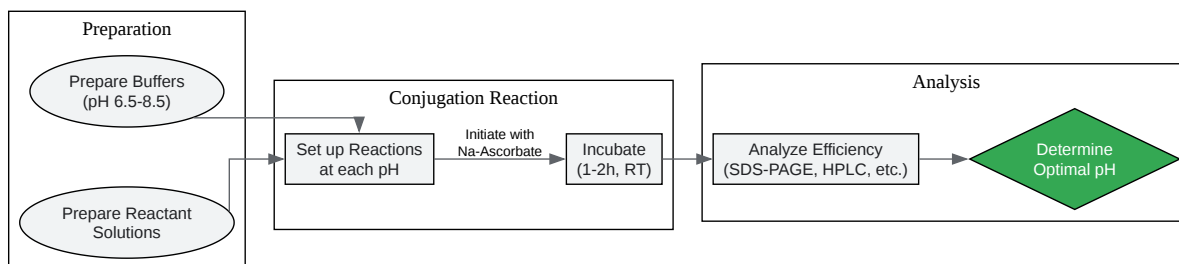 Preparation
Prepare Buffers
(pH 6.5-8.5)
Prepare Reactant
Solutions
Conjugation Reaction
Set up Reactions
at each pH
Initiate with
Na-Ascorbate
Incubate
(1-2h, RT)
Analysis
Analyze Efficiency
(SDS-PAGE, HPLC, etc.)
Determine
Optimal pH